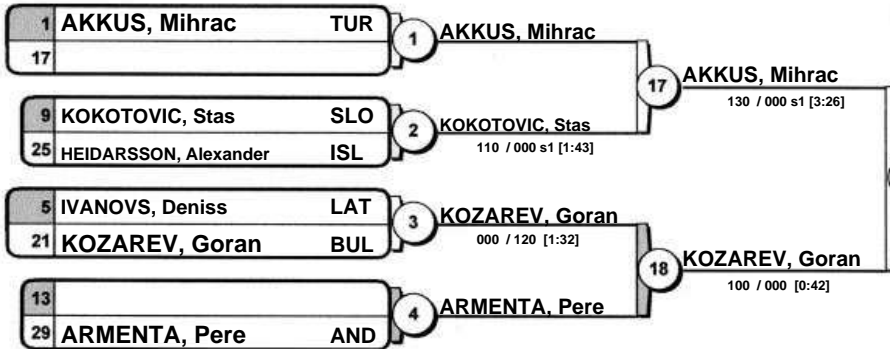 1 AKKUS, Mihrac TUR
17
1 AKKUS, Mihrac
9 KOKOTOVIC, Stas SLO
25 HEIDARSSON, Alexander ISL
2 KOKOTOVIC, Stas
110 / 000 s1 [1:43]
17 AKKUS, Mihrac
130 / 000 s1 [3:26]
5 IVANOVS, Deniss LAT
21 KOZAREV, Goran BUL
3 KOZAREV, Goran
000 / 120 [1:32]
13
29 ARMENTA, Pere AND
4 ARMENTA, Pere
18 KOZAREV, Goran
100 / 000 [0:42]